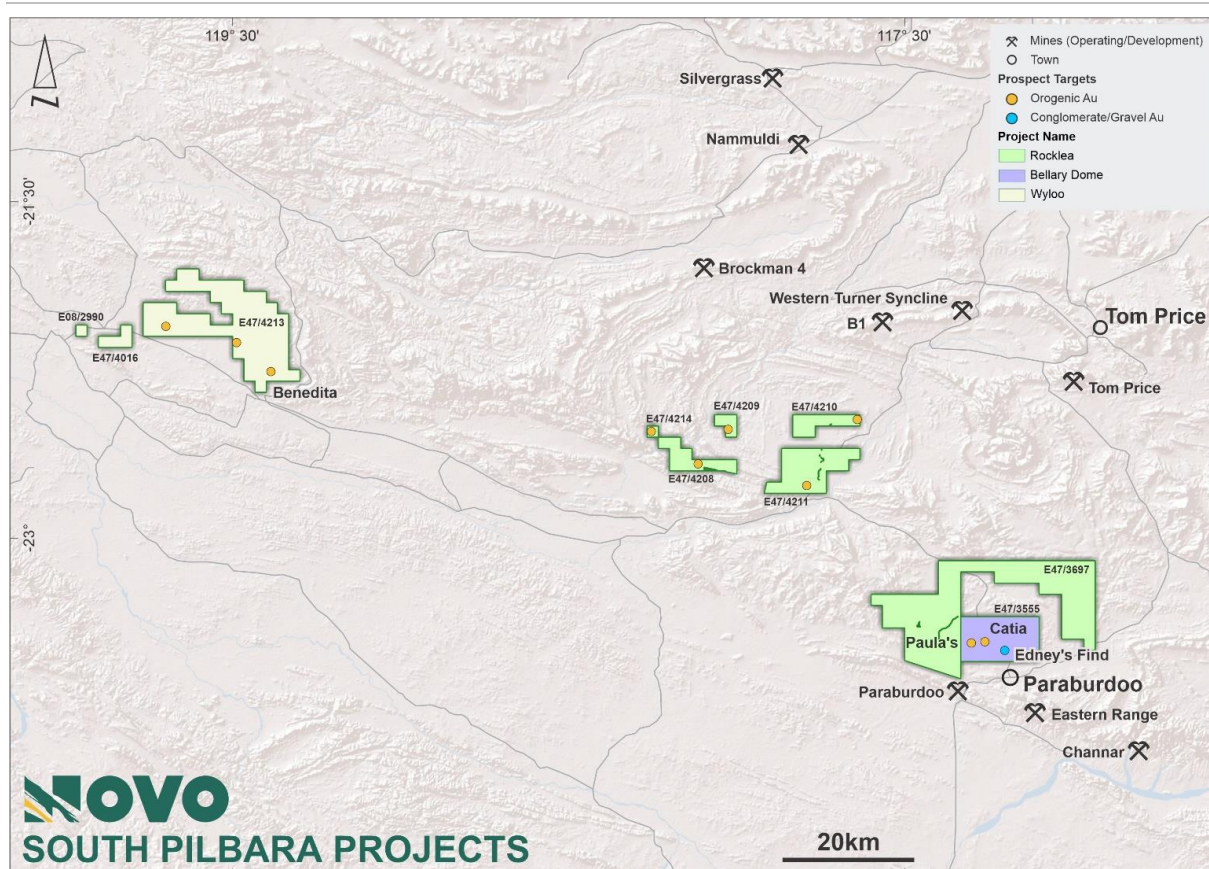 119° 30'
117° 30'
Mines (Operating/Development)
Town
Prospect Targets
Orogenic Au
Conglomerate/Gravel Au
Project Name
Rocklea
Bellary Dome
Wyloo
N
Silvergrass
Nammuldi
-21°30'
Brockman 4
Western Turner Syncline
B1
Tom Price
Tom Price
E08/2990
E47/4016
E47/4213
Benedita
E47/4214
E47/4209
E47/4210
E47/4208
E47/4211
-23°
E47/3697
E47/3555
Catia
Paula's
Edney's Find
Paraburdoo
Paraburdoo
Eastern Range
Channar
NOVO
SOUTH PILBARA PROJECTS
20km